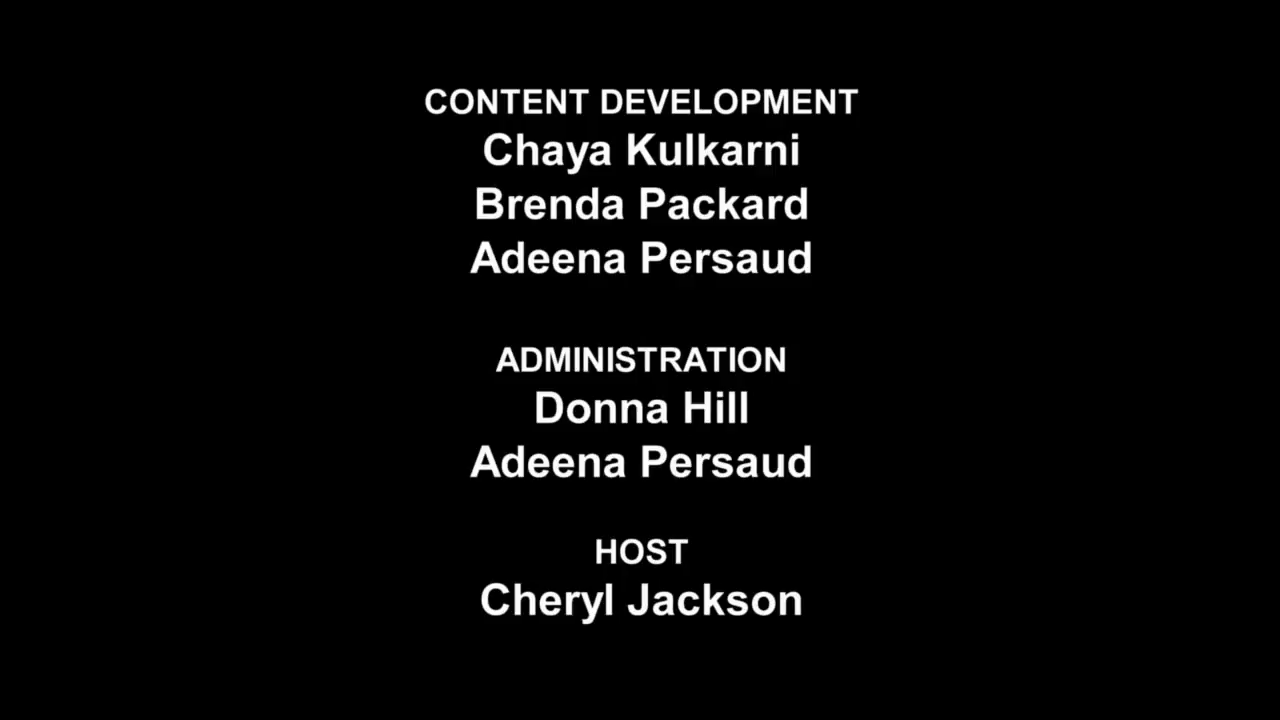 CONTENT DEVELOPMENT
Chaya Kulkarni
Brenda Packard
Adeena Persaud
ADMINISTRATION
Donna Hill
Adeena Persaud
HOST
Cheryl Jackson